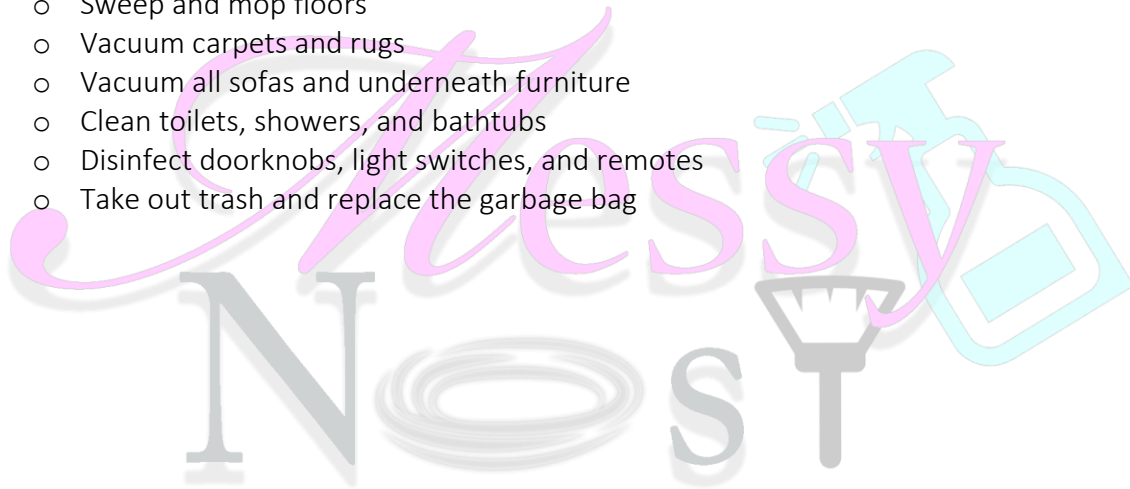 o Sweep and mop floors
o Vacuum carpets and rugs
o Vacuum all sofas and underneath furniture
o Clean toilets, showers, and bathtubs
o Disinfect doorknobs, light switches, and remotes
o Take out trash and replace the garbage bag
Messy
NosT